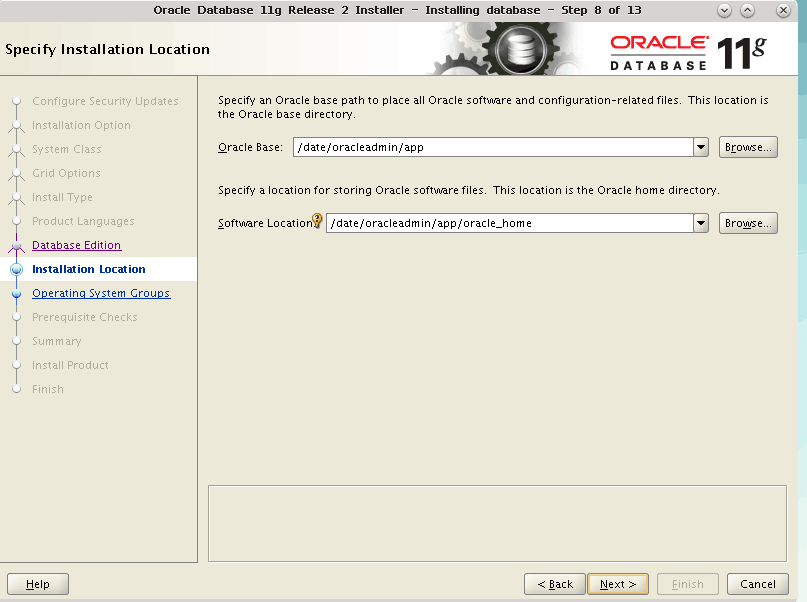 Oracle Database 11g Release 2 Installer - Installing database - Step 8 of 13
Specify Installation Location
ORACLE®
DATABASE 11g
Configure Security Updates
Installation Option
System Class
Grid Options
Install Type
Product Languages
Database Edition
Installation Location
Operating System Groups
Prerequisite Checks
Summary
Install Product
Finish
Specify an Oracle base path to place all Oracle software and configuration-related files. This location is
the Oracle base directory.
Oracle Base: /date/oracleadmin/app Browse...
Specify a location for storing Oracle software files. This location is the Oracle home directory.
Software Location: /date/oracleadmin/app/oracle_home Browse...
Help < Back Next > Finish Cancel